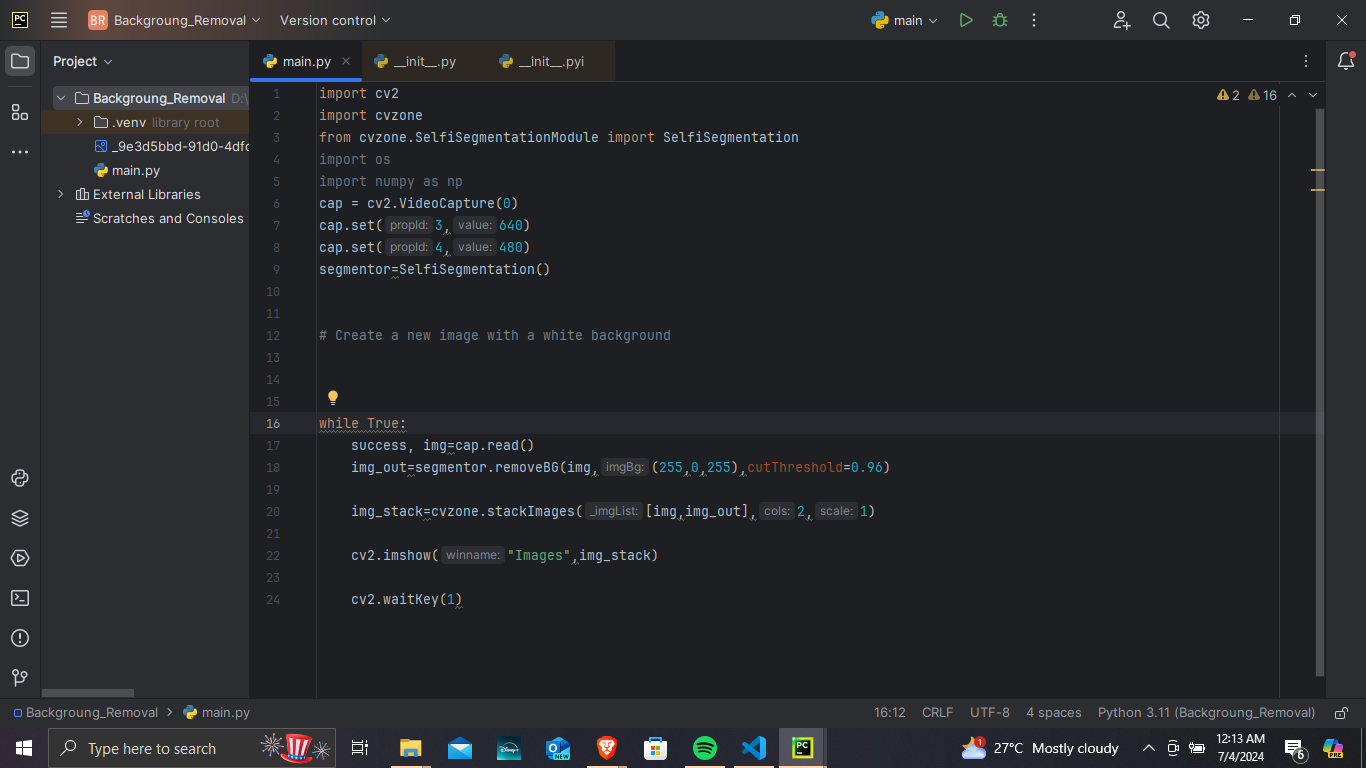 PC
BR Backgroung_Removal Version control main
Project
main.py __init__.py __init__.pyi
Backgroung_Removal D:\
.venv library root
_9e3d5bbd-91d0-4dfc
main.py
External Libraries
Scratches and Consoles
2 16
1 import cv2
2 import cvzone
3 from cvzone.SelfiSegmentationModule import SelfiSegmentation
4 import os
5 import numpy as np
6 cap = cv2.VideoCapture(0)
7 cap.set( propId: 3, value: 640)
8 cap.set( propId: 4, value: 480)
9 segmentor=SelfiSegmentation()
10
11
12 # Create a new image with a white background
13
14
15
16 while True:
17 success, img=cap.read()
18 img_out=segmentor.removeBG(img, imgBg: (255,0,255),cutThreshold=0.96)
19
20 img_stack=cvzone.stackImages( _imgList: [img,img_out], cols: 2, scale: 1)
21
22 cv2.imshow( winname: "Images",img_stack)
23
24 cv2.waitKey(1)
Backgroung_Removal > main.py 16:12 CRLF UTF-8 4 spaces Python 3.11 (Backgroung_Removal)
Type here to search
Disney+
NEW
PC
1
27°C Mostly cloudy
12:13 AM
7/4/2024
6
PRE